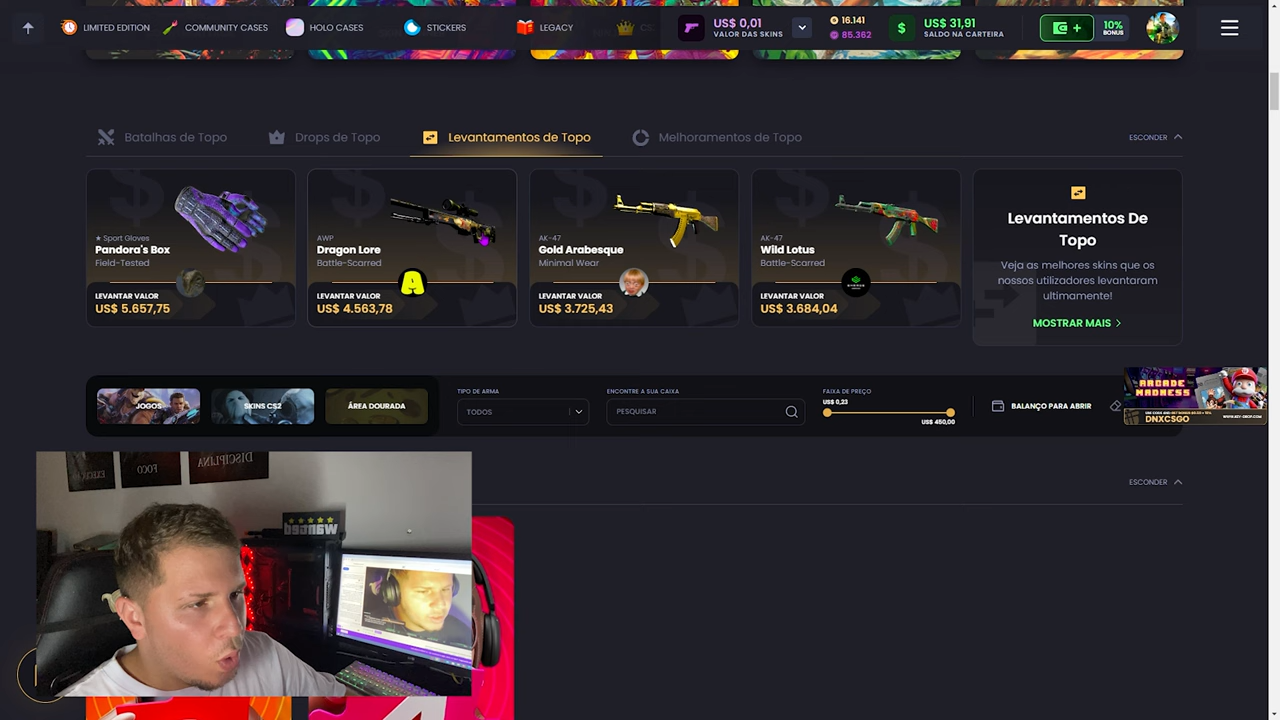 LIMITED EDITION
COMMUNITY CASES
HOLO CASES
STICKERS
LEGACY
US$ 0,01
VALOR DAS SKINS
16.141
85.362
$
US$ 31,91
SALDO NA CARTEIRA
+
10%
BONUS
Batalhas de Topo
Drops de Topo
Levantamentos de Topo
Melhoramentos de Topo
ESCONDER
★ Sport Gloves
Pandora's Box
Field-Tested
LEVANTAR VALOR
US$ 5.657,75
AWP
Dragon Lore
Battle-Scarred
LEVANTAR VALOR
US$ 4.563,78
AK-47
Gold Arabesque
Minimal Wear
LEVANTAR VALOR
US$ 3.725,43
AK-47
Wild Lotus
Battle-Scarred
LEVANTAR VALOR
US$ 3.684,04
Levantamentos De
Topo
Veja as melhores skins que os
nossos utilizadores levantaram
ultimamente!
MOSTRAR MAIS
JOGOS
SKINS CS2
ÁREA DOURADA
TIPO DE ARMA
TODOS
ENCONTRE A SUA CAIXA
PESQUISAR
FAIXA DE PREÇO
US$ 0,23
US$ 450,00
BALANÇO PARA ABRIR
ARCADE
MADNESS
DNXCSGO
WWW.KEY-DROP.COM
ESCONDER
FOCO
DISCIPLINA
wanted